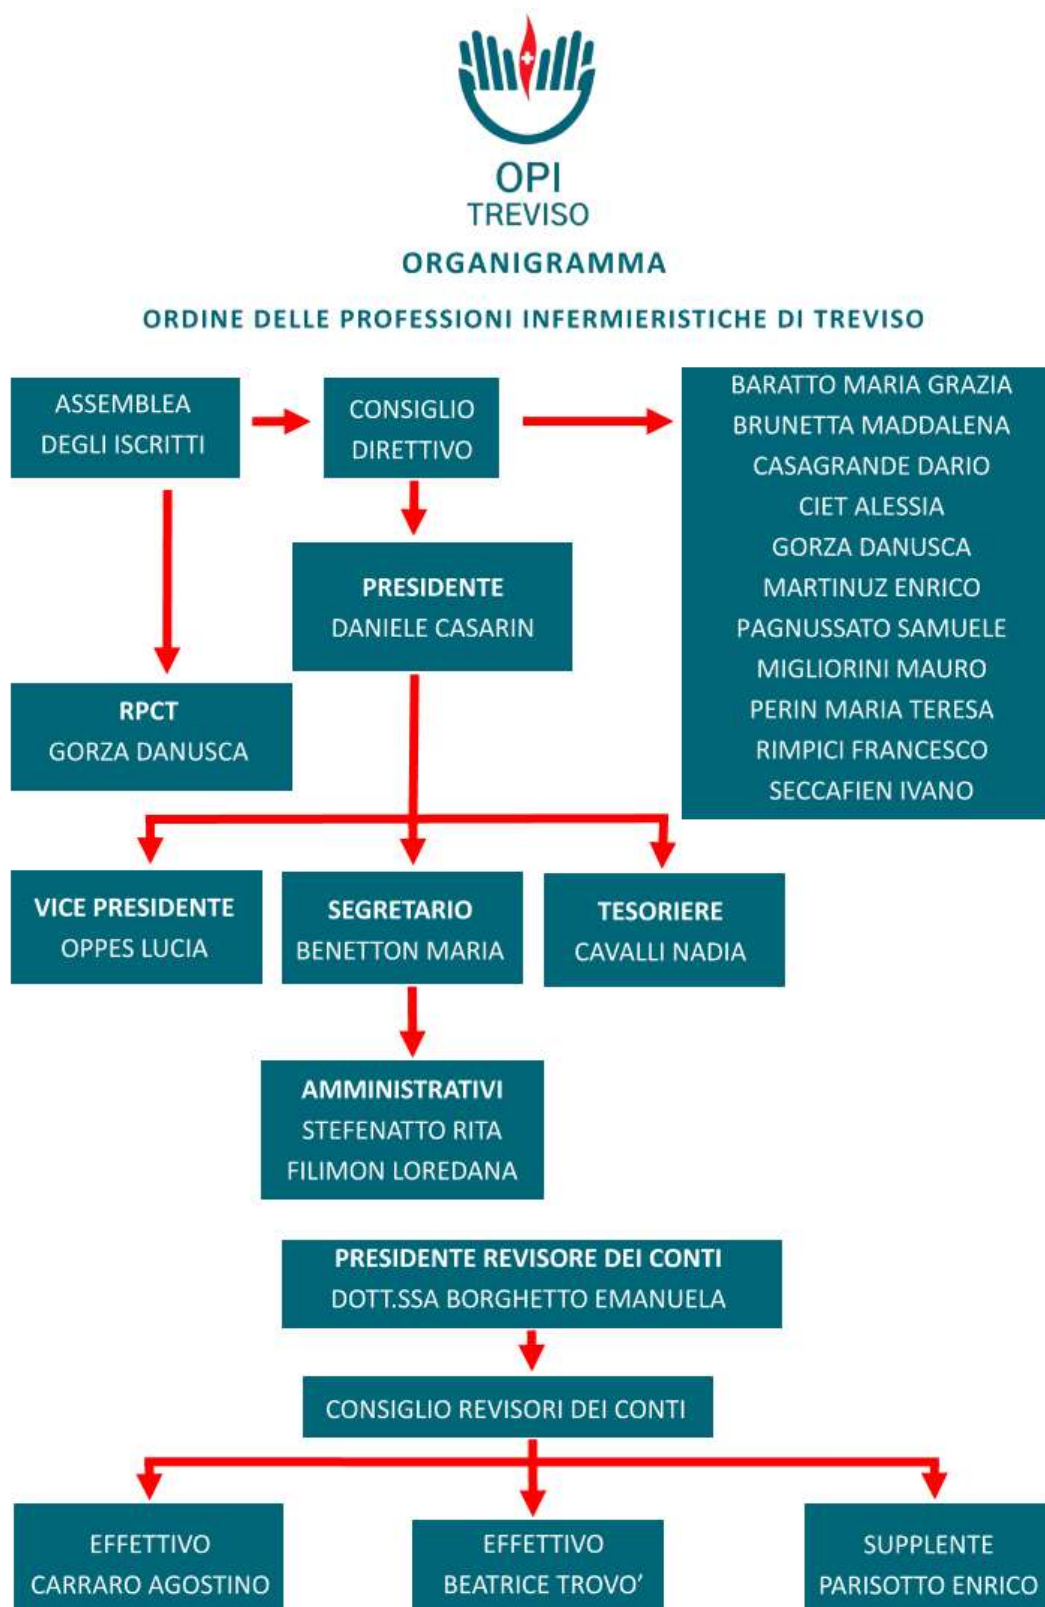 OPI
TREVISO
ORGANIGRAMMA
ORDINE DELLE PROFESSIONI INFERMIERISTICHE DI TREVISO
ASSEMBLEA
DEGLI ISCRITTI
CONSIGLIO
DIRETTIVO
BARATTO MARIA GRAZIA
BRUNETTA MADDALENA
CASAGRANDE DARIO
CIET ALESSIA
GORZA DANUSCA
MARTINUZ ENRICO
PAGNUSSATO SAMUELE
MIGLIORINI MAURO
PERIN MARIA TERESA
RIMPICI FRANCESCO
SECCAFIEN IVANO
PRESIDENTE
DANIELE CASARIN
RPCT
GORZA DANUSCA
VICE PRESIDENTE
OPPES LUCIA
SEGRETARIO
BENETTON MARIA
TESORIERE
CAVALLI NADIA
AMMINISTRATIVI
STEFENATTO RITA
FILIMON LOREDANA
PRESIDENTE REVISORE DEI CONTI
DOTT.SSA BORGHETTO EMANUELA
CONSIGLIO REVISORI DEI CONTI
EFFETTIVO
CARRARO AGOSTINO
EFFETTIVO
BEATRICE TROVO’
SUPPLENTE
PARISOTTO ENRICO